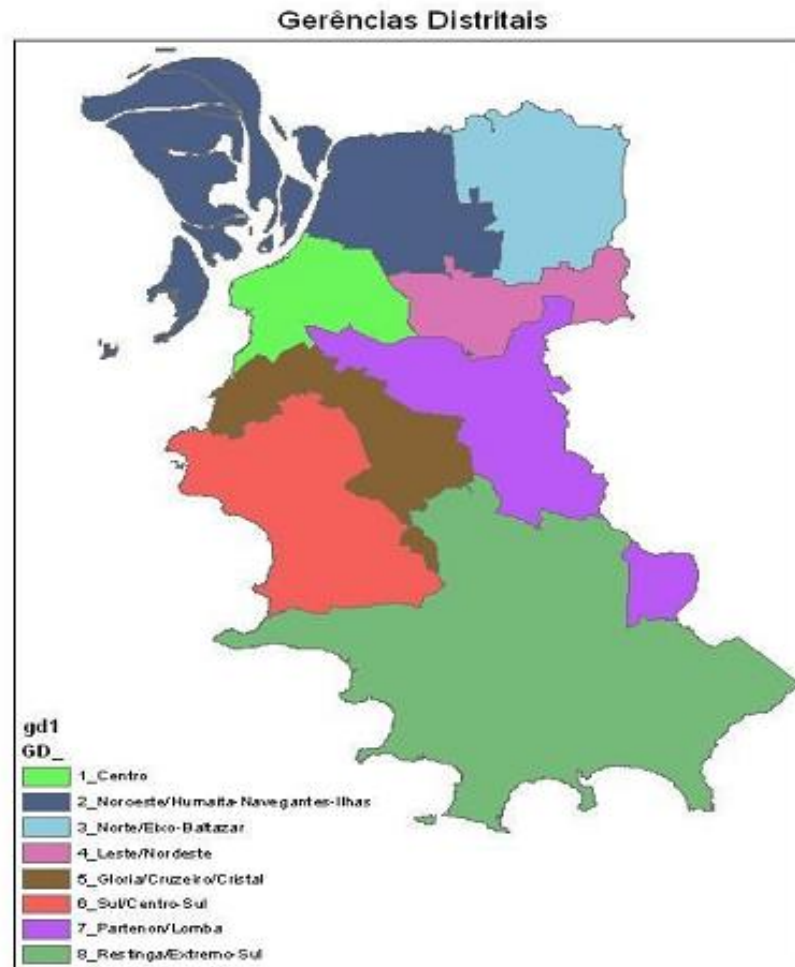 Gerências Distritais
gd1
GD_
1_Centro
2_Noroeste/Humaita-Navegantes-Ilhas
3_Norte/Eixo-Baltazar
4_Leste/Nordeste
5_Gloria/Cruzeiro/Cristal
6_Sul/Centro-Sul
7_Partenon/Lomba
8_Restinga/Extremo-Sul